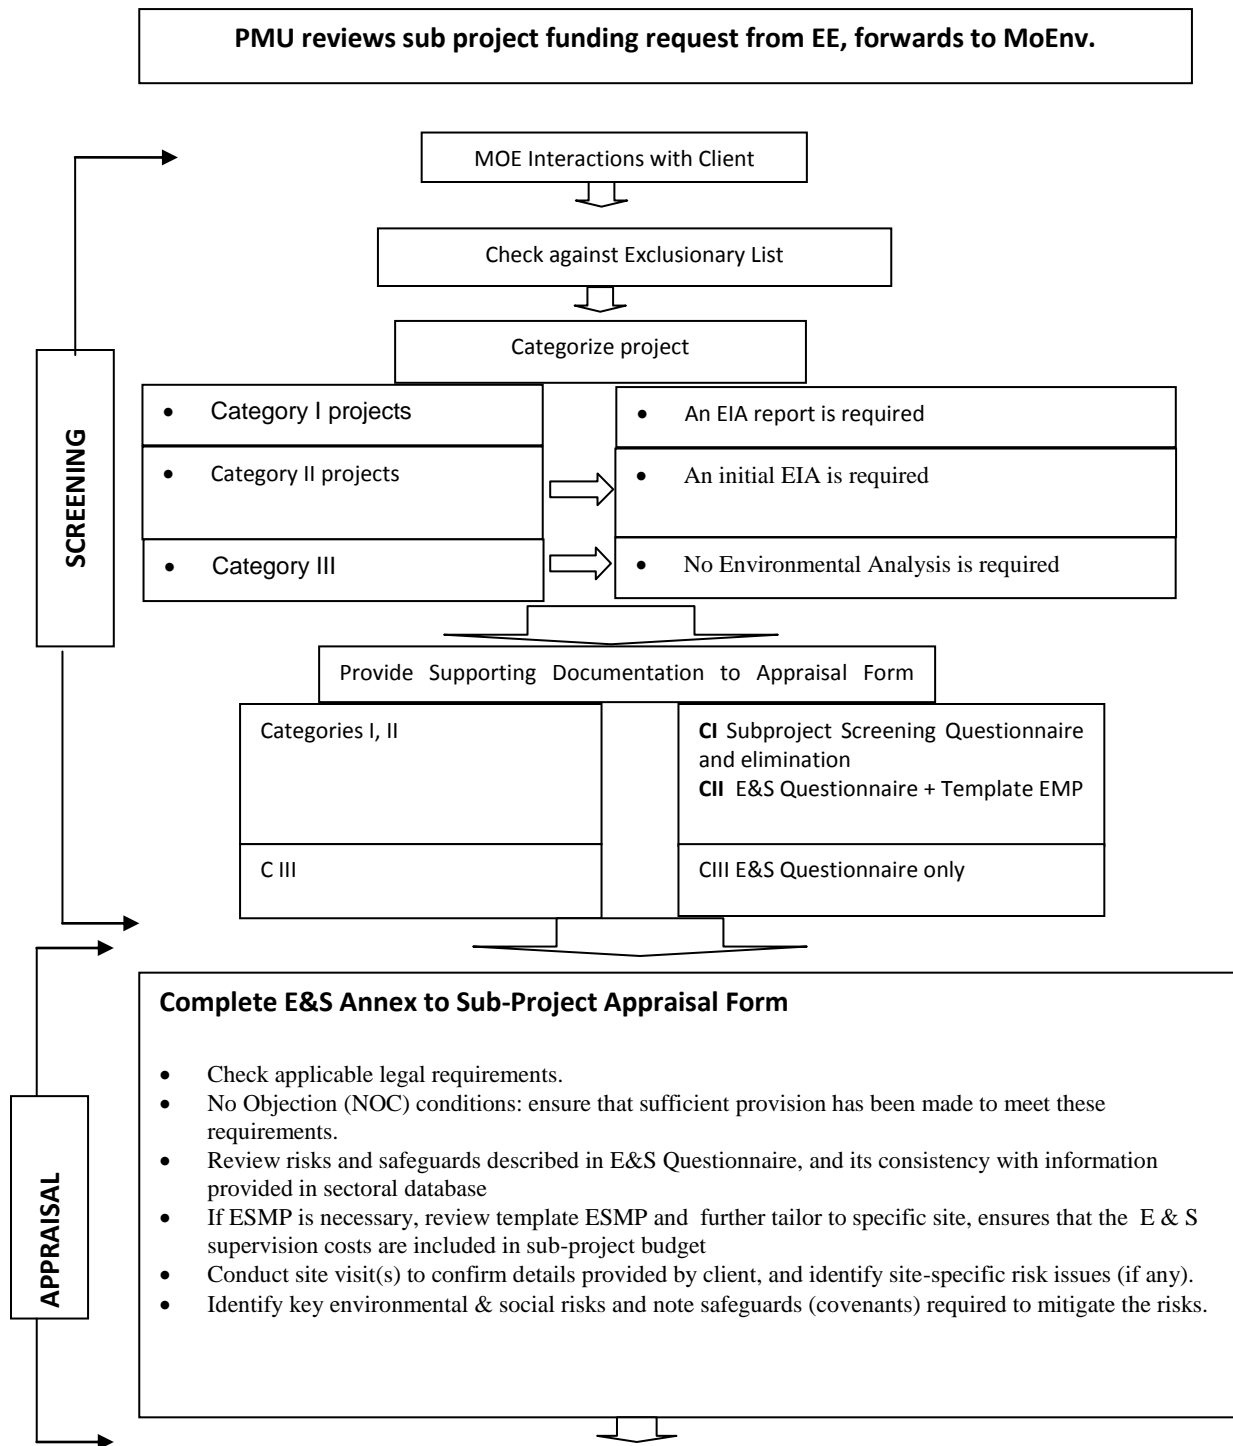 PMU reviews sub project funding request from EE, forwards to MoEnv.
MOE Interactions with Client
Check against Exclusionary List
Categorize project
SCREENING
• Category I projects
• An EIA report is required
• Category II projects
• An initial EIA is required
• Category III
• No Environmental Analysis is required
Provide Supporting Documentation to Appraisal Form
Categories I, II
CI Subproject Screening Questionnaire
and elimination
CII E&S Questionnaire + Template EMP
C III
CIII E&S Questionnaire only
APPRAISAL
Complete E&S Annex to Sub-Project Appraisal Form
• Check applicable legal requirements.
• No Objection (NOC) conditions: ensure that sufficient provision has been made to meet these
requirements.
• Review risks and safeguards described in E&S Questionnaire, and its consistency with information
provided in sectoral database
• If ESMP is necessary, review template ESMP and further tailor to specific site, ensures that the E & S
supervision costs are included in sub-project budget
• Conduct site visit(s) to confirm details provided by client, and identify site-specific risk issues (if any).
• Identify key environmental & social risks and note safeguards (covenants) required to mitigate the risks.